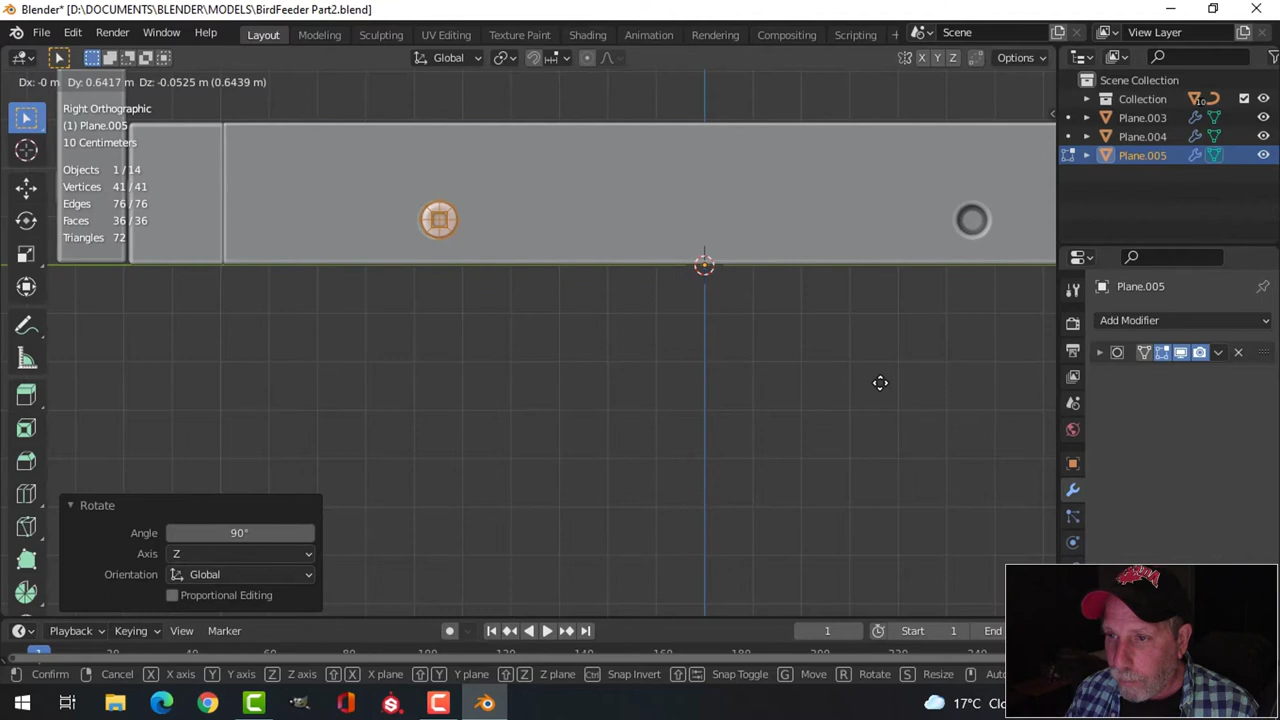 Blender* [D:\DOCUMENTS\BLENDER\MODELS\BirdFeeder Part2.blend]
File Edit Render Window Help Layout Modeling Sculpting UV Editing Texture Paint Shading Animation Rendering Compositing Scripting + Scene View Layer
Global X Y Z Options
Dx: -0 m Dy: 0.6417 m Dz: -0.0525 m (0.6439 m)
Right Orthographic
(1) Plane.005
10 Centimeters
Objects 1 / 14
Vertices 41 / 41
Edges 76 / 76
Faces 36 / 36
Triangles 72
Scene Collection
Collection 10
Plane.003
Plane.004
Plane.005
Plane.005
Add Modifier
Rotate
Angle 90°
Axis Z
Orientation Global
Proportional Editing
Playback Keying View Marker 1 Start 1 End
Confirm Cancel X X axis Y Y axis Z Z axis X X plane Y Y plane Z Z plane Ctrl Snap Invert G Move R Rotate S Resize Auto
17°C